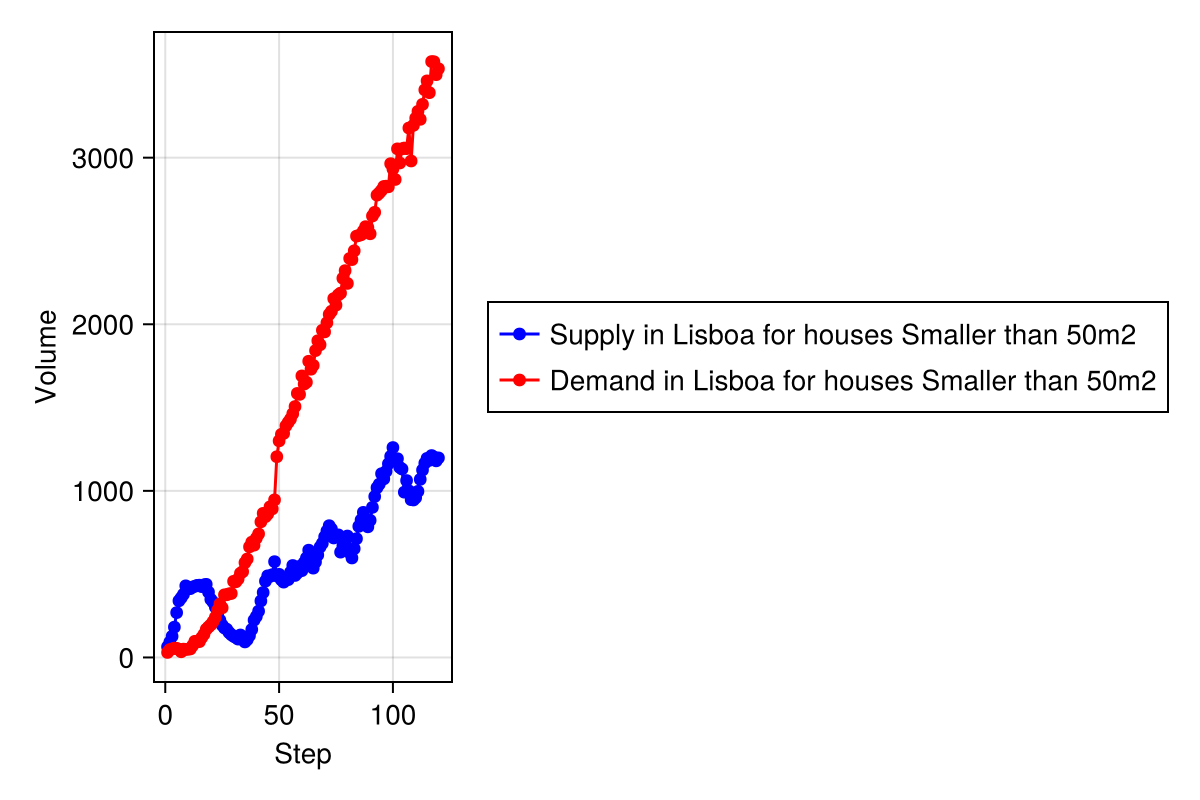 Volume
3000
2000
1000
0
0 50 100
Step
Supply in Lisboa for houses Smaller than 50m2
Demand in Lisboa for houses Smaller than 50m2